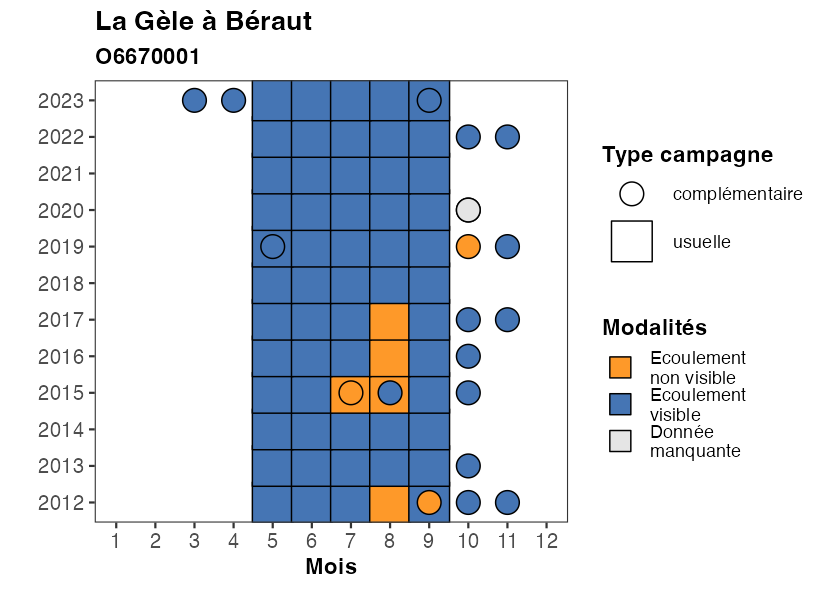 La Gèle à Béraut
O6670001
2023
2022
2021
2020
2019
2018
2017
2016
2015
2014
2013
2012
1 2 3 4 5 6 7 8 9 10 11 12
Mois
Type campagne
complémentaire
usuelle
Modalités
Ecoulement
non visible
Ecoulement
visible
Donnée
manquante